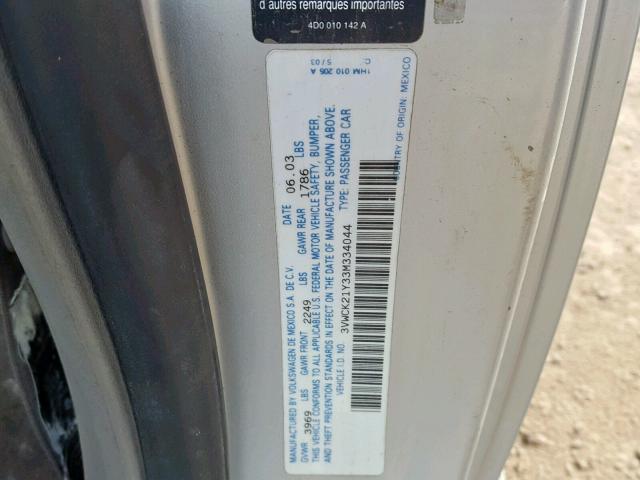 d'autres remarques importantes
4D0 010 142 A
1HM 010 205 A
5/03
MANUFACTURED BY VOLKSWAGEN DE MEXICO S.A. DE C.V. DATE 06.03
GVWR 3969 LBS GAWR FRONT 2249 LBS GAWR REAR 1786 LBS
THIS VEHICLE CONFORMS TO ALL APPLICABLE U.S. FEDERAL MOTOR VEHICLE SAFETY, BUMPER,
AND THEFT PREVENTION STANDARDS IN EFFECT ON THE DATE OF MANUFACTURE SHOWN ABOVE.
VEHICLE I.D. NO. 3VWCK21Y33M334044 TYPE: PASSENGER CAR
COUNTRY OF ORIGIN: MEXICO